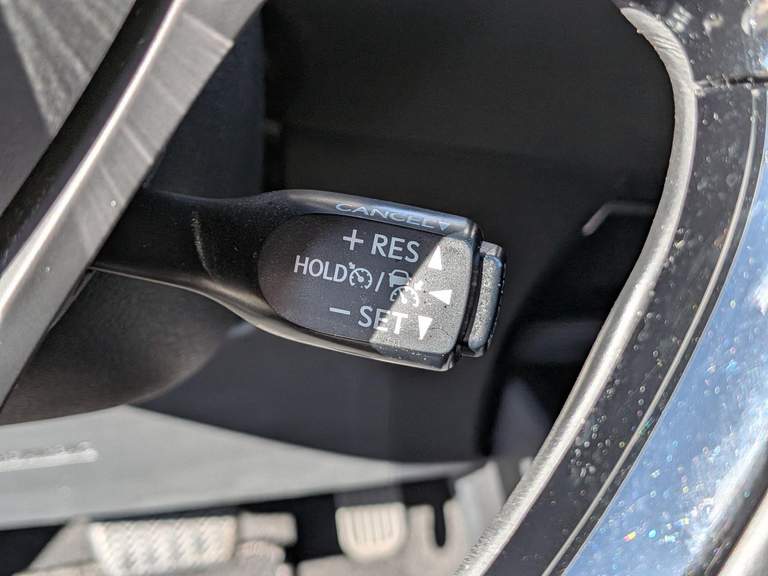 CANCEL
+ RES
HOLD /
− SET